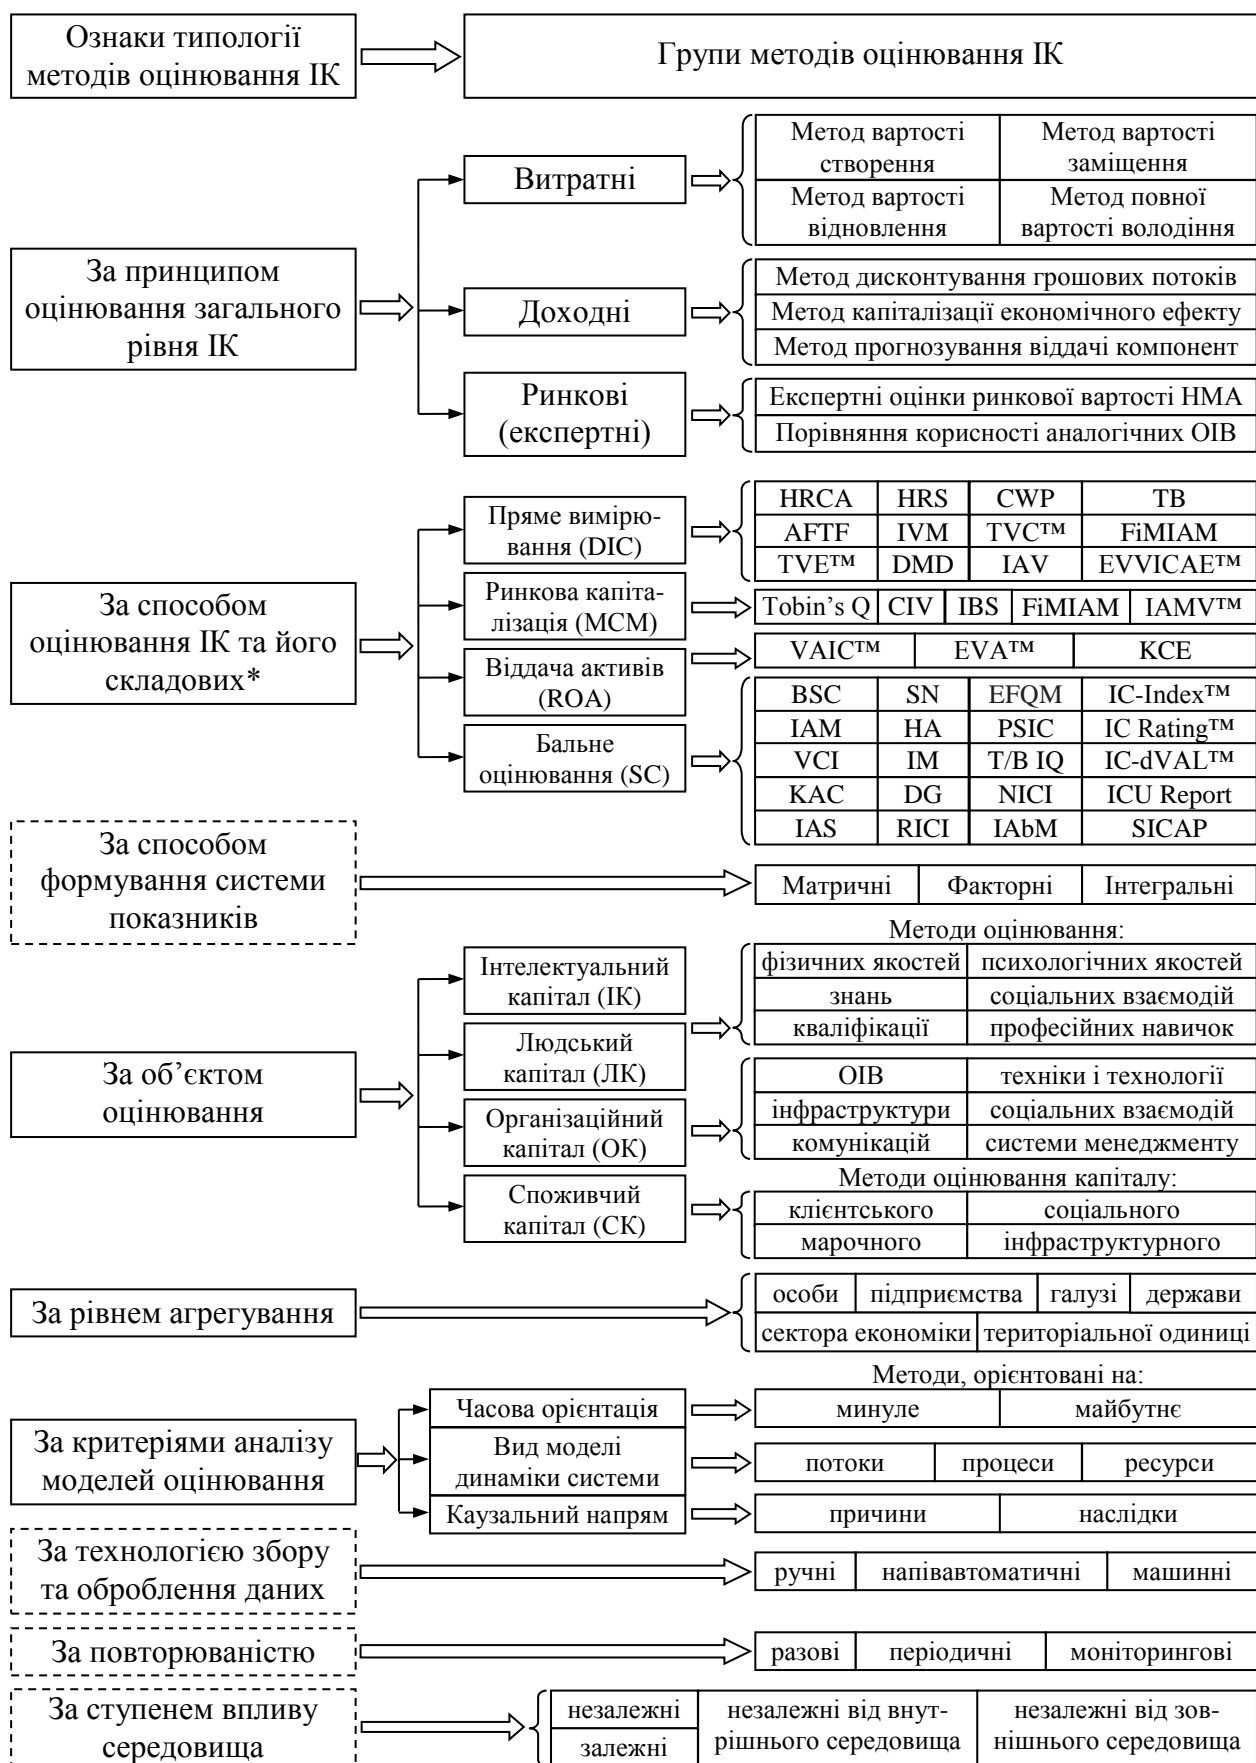 Ознаки типології
методів оцінювання ІК
Групи методів оцінювання ІК
За принципом
оцінювання загального
рівня ІК
Витратні
Метод вартості
створення
Метод вартості
заміщення
Метод вартості
відновлення
Метод повної
вартості володіння
Доходні
Метод дисконтування грошових потоків
Метод капіталізації економічного ефекту
Метод прогнозування віддачі компонент
Ринкові
(експертні)
Експертні оцінки ринкової вартості НМА
Порівняння корисності аналогічних ОІВ
За способом
оцінювання ІК та його
складових*
Пряме вимірю-
вання (DIC)
HRCA HRS CWP TB
AFTF IVM TVC™ FiMIAM
TVE™ DMD IAV EVVICAE™
Ринкова капіта-
лізація (MCM)
Tobin’s Q CIV IBS FiMIAM IAMV™
Віддача активів
(ROA)
VAIC™ EVA™ KCE
Бальне
оцінювання (SC)
BSC SN EFQM IC-Index™
IAM HA PSIC IC Rating™
VCI IM T/B IQ IC-dVAL™
KAC DG NICI ICU Report
IAS RICI IAbM SICAP
За способом
формування системи
показників
Матричні Факторні Інтегральні
За об’єктом
оцінювання
Інтелектуальний
капітал (ІК)
Людський
капітал (ЛК)
Методи оцінювання:
фізичних якостей психологічних якостей
знань соціальних взаємодій
кваліфікації професійних навичок
Організаційний
капітал (ОК)
ОІВ техніки і технології
інфраструктури соціальних взаємодій
комунікацій системи менеджменту
Споживчий
капітал (СК)
Методи оцінювання капіталу:
клієнтського соціального
марочного інфраструктурного
За рівнем агрегування
особи підприємства галузі держави
сектора економіки територіальної одиниці
За критеріями аналізу
моделей оцінювання
Методи, орієнтовані на:
Часова орієнтація
минуле майбутнє
Вид моделі
динаміки системи
потоки процеси ресурси
Каузальний напрям
причини наслідки
За технологією збору
та оброблення даних
ручні напівавтоматичні машинні
За повторюваністю
разові періодичні моніторингові
За ступенем впливу
середовища
незалежні
залежні
незалежні від внут-
рішнього середовища
незалежні від зов-
нішнього середовища